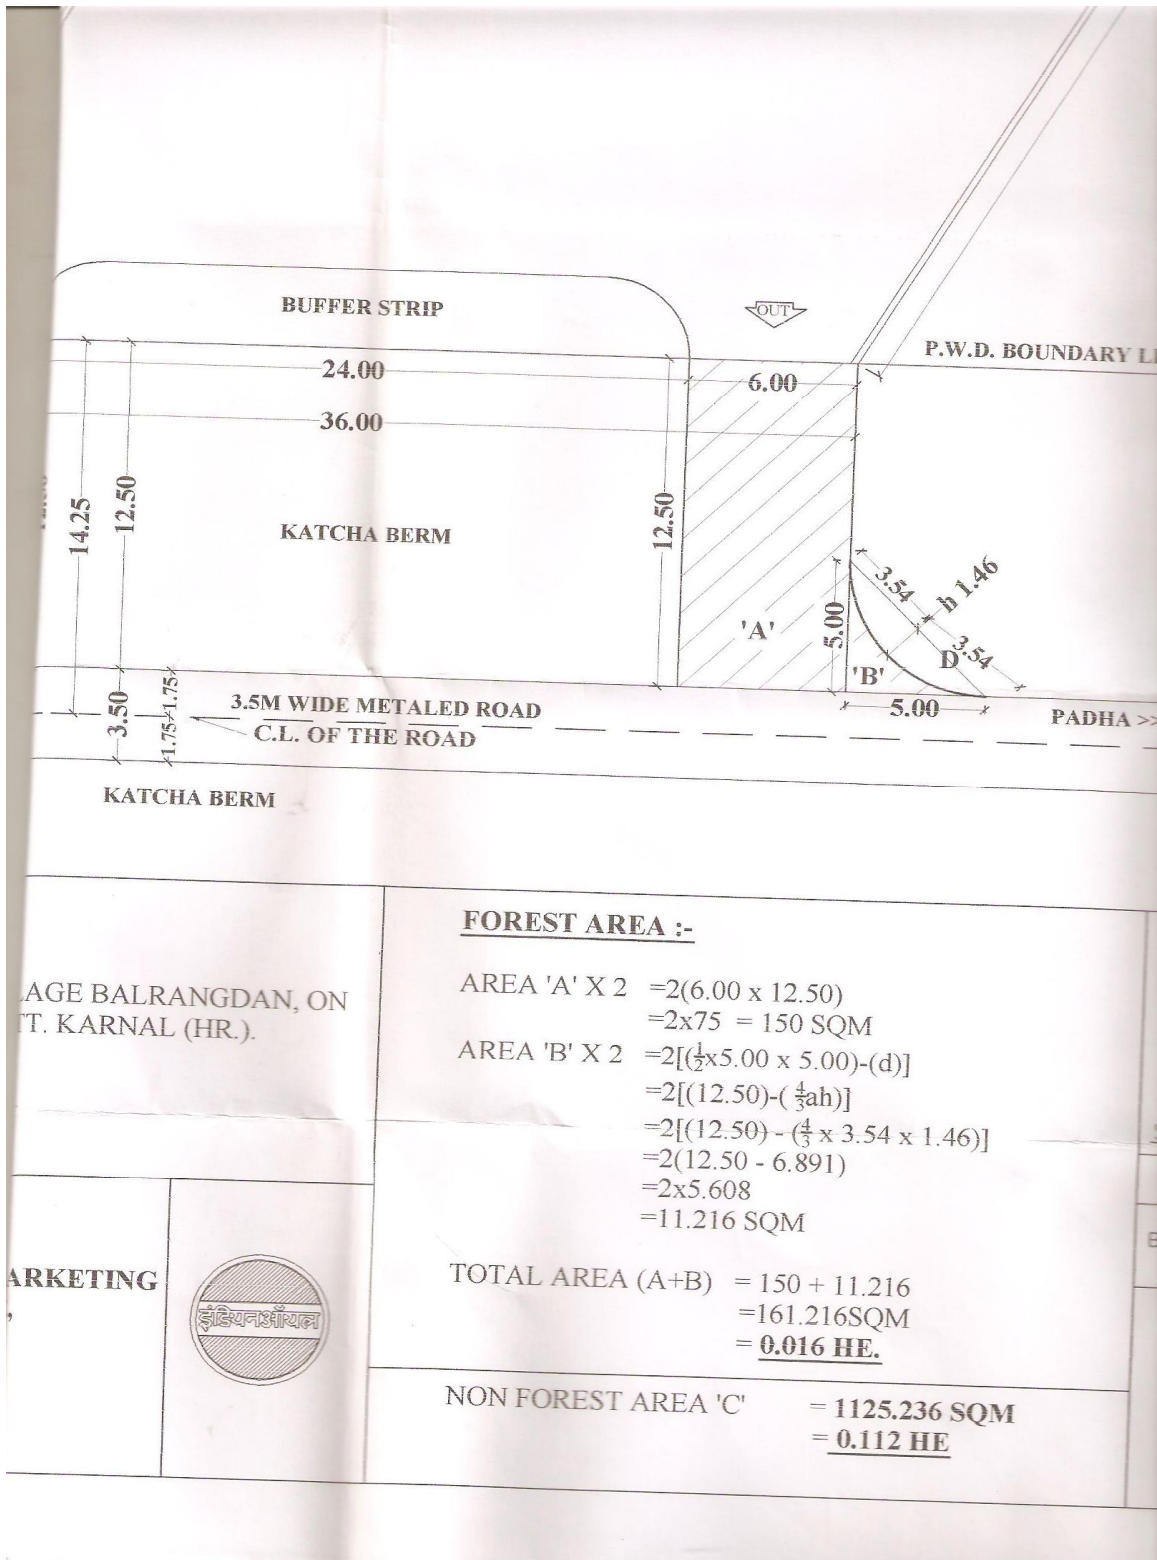 BUFFER STRIP
OUT
P.W.D. BOUNDARY
24.00
6.00
36.00
14.25
12.50
12.50
KATCHA BERM
3.54
h 1.46
3.54
D
5.00
'A'
'B'
5.00
3.50
1.75
1.75
3.5M WIDE METALED ROAD
C.L. OF THE ROAD
PADHA >>
KATCHA BERM
FOREST AREA :-
AREA 'A' X 2 =2(6.00 x 12.50)
=2x75 = 150 SQM
AREA 'B' X 2 =2[(½x5.00 x 5.00)-(d)]
=2[(12.50)-( 4/3ah)]
=2[(12.50) - (4/3 x 3.54 x 1.46)]
=2(12.50 - 6.891)
=2x5.608
=11.216 SQM
TOTAL AREA (A+B) = 150 + 11.216
=161.216SQM
= 0.016 HE.
NON FOREST AREA 'C' = 1125.236 SQM
= 0.112 HE
AGE BALRANGDAN, ON
T. KARNAL (HR.).
ARKETING
इंडियनऑयल